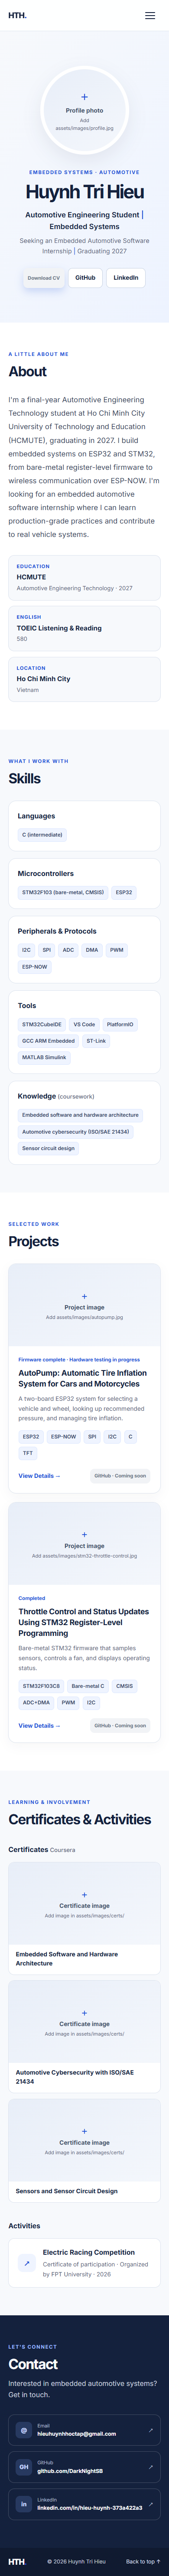 HTH.
+
Profile photo
Add
assets/images/profile.jpg
EMBEDDED SYSTEMS · AUTOMOTIVE
Huynh Tri Hieu
Automotive Engineering Student |
Embedded Systems
Seeking an Embedded Automotive Software
Internship | Graduating 2027
Download CV
GitHub
LinkedIn
A LITTLE ABOUT ME
About
I'm a final-year Automotive Engineering
Technology student at Ho Chi Minh City
University of Technology and Education
(HCMUTE), graduating in 2027. I build
embedded systems on ESP32 and STM32,
from bare-metal register-level firmware to
wireless communication over ESP-NOW. I'm
looking for an embedded automotive
software internship where I can learn
production-grade practices and contribute
to real vehicle systems.
EDUCATION
HCMUTE
Automotive Engineering Technology · 2027
ENGLISH
TOEIC Listening & Reading
580
LOCATION
Ho Chi Minh City
Vietnam
WHAT I WORK WITH
Skills
Languages
C (intermediate)
Microcontrollers
STM32F103 (bare-metal, CMSIS)
ESP32
Peripherals & Protocols
I2C
SPI
ADC
DMA
PWM
ESP-NOW
Tools
STM32CubeIDE
VS Code
PlatformIO
GCC ARM Embedded
ST-Link
MATLAB Simulink
Knowledge (coursework)
Embedded software and hardware architecture
Automotive cybersecurity (ISO/SAE 21434)
Sensor circuit design
SELECTED WORK
Projects
+
Project image
Add assets/images/autopump.jpg
Firmware complete · Hardware testing in progress
AutoPump: Automatic Tire Inflation
System for Cars and Motorcycles
A two-board ESP32 system for selecting a
vehicle and wheel, looking up recommended
pressure, and managing tire inflation.
ESP32
ESP-NOW
SPI
I2C
C
TFT
View Details →
GitHub · Coming soon
+
Project image
Add assets/images/stm32-throttle-control.jpg
Completed
Throttle Control and Status Updates
Using STM32 Register-Level
Programming
Bare-metal STM32 firmware that samples
sensors, controls a fan, and displays operating
status.
STM32F103C8
Bare-metal C
CMSIS
ADC+DMA
PWM
I2C
View Details →
GitHub · Coming soon
LEARNING & INVOLVEMENT
Certificates & Activities
Certificates Coursera
+
Certificate image
Add image in assets/images/certs/
Embedded Software and Hardware
Architecture
+
Certificate image
Add image in assets/images/certs/
Automotive Cybersecurity with ISO/SAE
21434
+
Certificate image
Add image in assets/images/certs/
Sensors and Sensor Circuit Design
Activities
↗
Electric Racing Competition
Certificate of participation · Organized
by FPT University · 2026
LET'S CONNECT
Contact
Interested in embedded automotive systems?
Get in touch.
@
Email
hieuhuynhhoctap@gmail.com
↗
GH
GitHub
github.com/DarkNightSB
↗
in
LinkedIn
linkedin.com/in/hieu-huynh-373a422a3
↗
HTH
© 2026 Huynh Tri Hieu
Back to top ↑